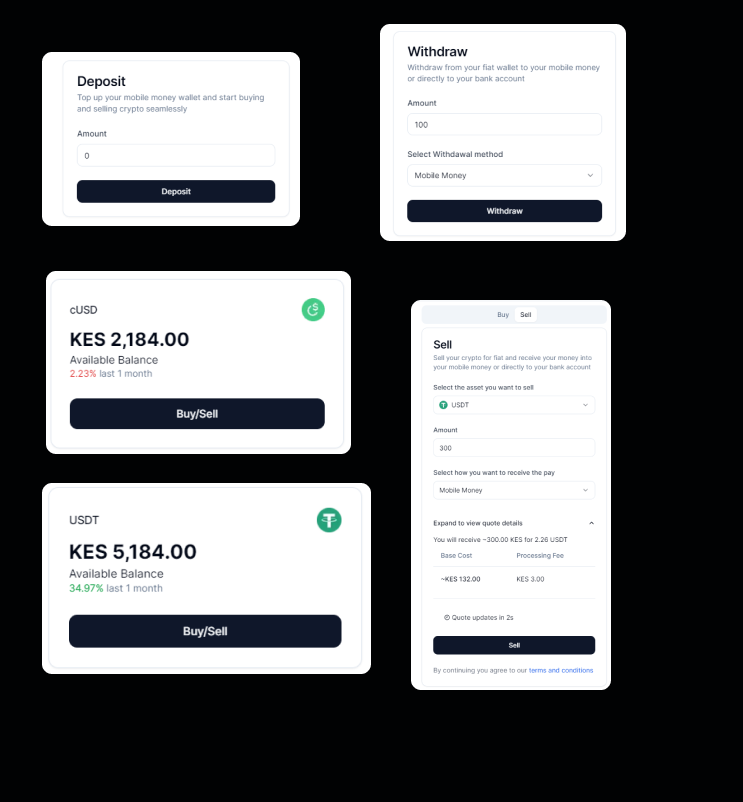 Deposit
Top up your mobile money wallet and start buying
and selling crypto seamlessly
Amount
0
Deposit
Withdraw
Withdraw from your fiat wallet to your mobile money
or directly to your bank account
Amount
100
Select Withdawal method
Mobile Money
Withdraw
cUSD
KES 2,184.00
Available Balance
2.23% last 1 month
Buy/Sell
USDT
KES 5,184.00
Available Balance
34.97% last 1 month
Buy/Sell
Buy Sell
Sell
Sell your crypto for fiat and receive your money into
your mobile money or directly to your bank account
Select the asset you want to sell
USDT
Amount
300
Select how you want to receive the pay
Mobile Money
Expand to view quote details
You will receive ~300.00 KES for 2.26 USDT
Base Cost Processing Fee
~KES 132.00 KES 3.00
Quote updates in 2s
Sell
By continuing you agree to our terms and conditions